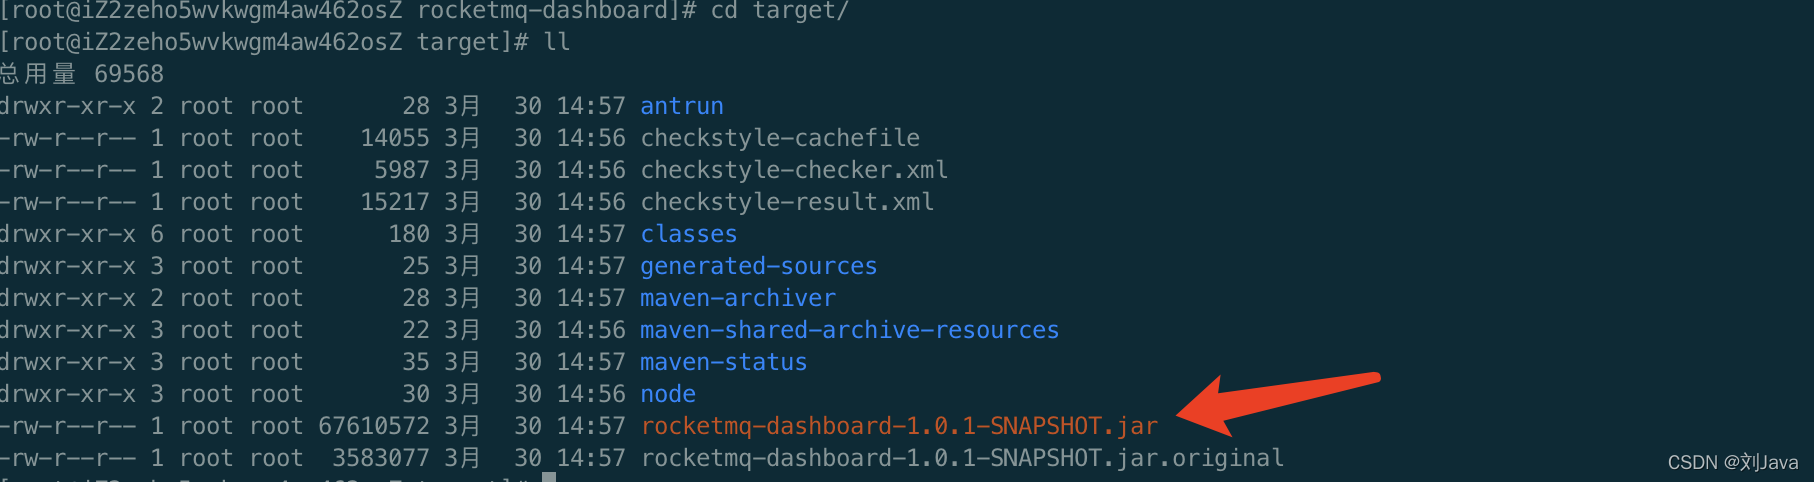 [root@iZ2zeho5wvkwgm4aw462osZ rocketmq-dashboard]# cd target/
[root@iZ2zeho5wvkwgm4aw462osZ target]# ll
总用量 69568
drwxr-xr-x 2 root root 28 3月 30 14:57 antrun
-rw-r--r-- 1 root root 14055 3月 30 14:56 checkstyle-cachefile
-rw-r--r-- 1 root root 5987 3月 30 14:56 checkstyle-checker.xml
-rw-r--r-- 1 root root 15217 3月 30 14:56 checkstyle-result.xml
drwxr-xr-x 6 root root 180 3月 30 14:57 classes
drwxr-xr-x 3 root root 25 3月 30 14:57 generated-sources
drwxr-xr-x 2 root root 28 3月 30 14:57 maven-archiver
drwxr-xr-x 3 root root 22 3月 30 14:56 maven-shared-archive-resources
drwxr-xr-x 3 root root 35 3月 30 14:57 maven-status
drwxr-xr-x 3 root root 30 3月 30 14:56 node
-rw-r--r-- 1 root root 67610572 3月 30 14:57 rocketmq-dashboard-1.0.1-SNAPSHOT.jar
-rw-r--r-- 1 root root 3583077 3月 30 14:57 rocketmq-dashboard-1.0.1-SNAPSHOT.jar.original
CSDN @刘Java